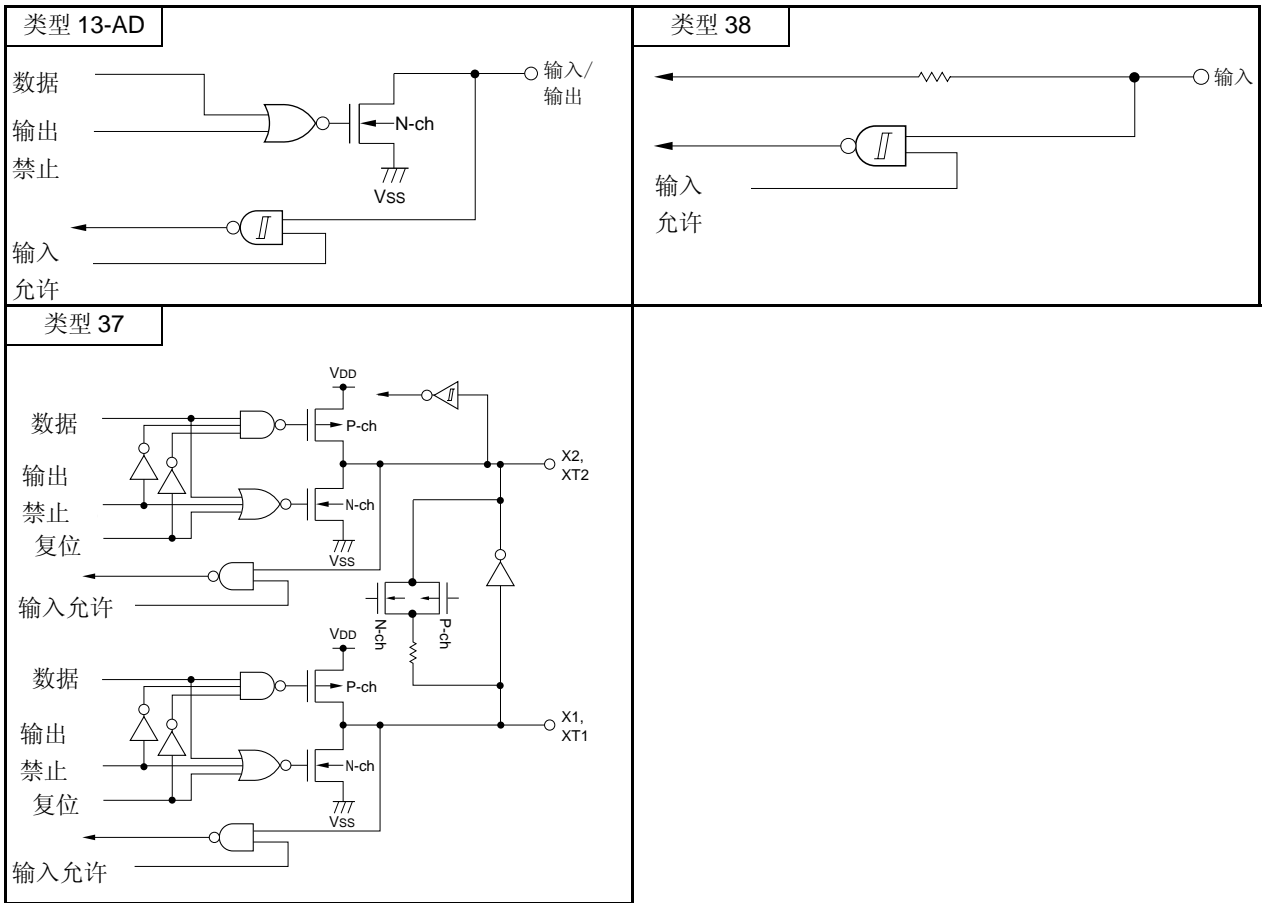 类型 13-AD
数据
输出
禁止
N-ch
Vss
输入/
输出
输入
允许
类型 38
输入
输入
允许
类型 37
数据
输出
禁止
复位
输入允许
VDD
P-ch
N-ch
Vss
X2,
XT2
N-ch
P-ch
数据
输出
禁止
复位
输入允许
VDD
P-ch
N-ch
Vss
X1,
XT1